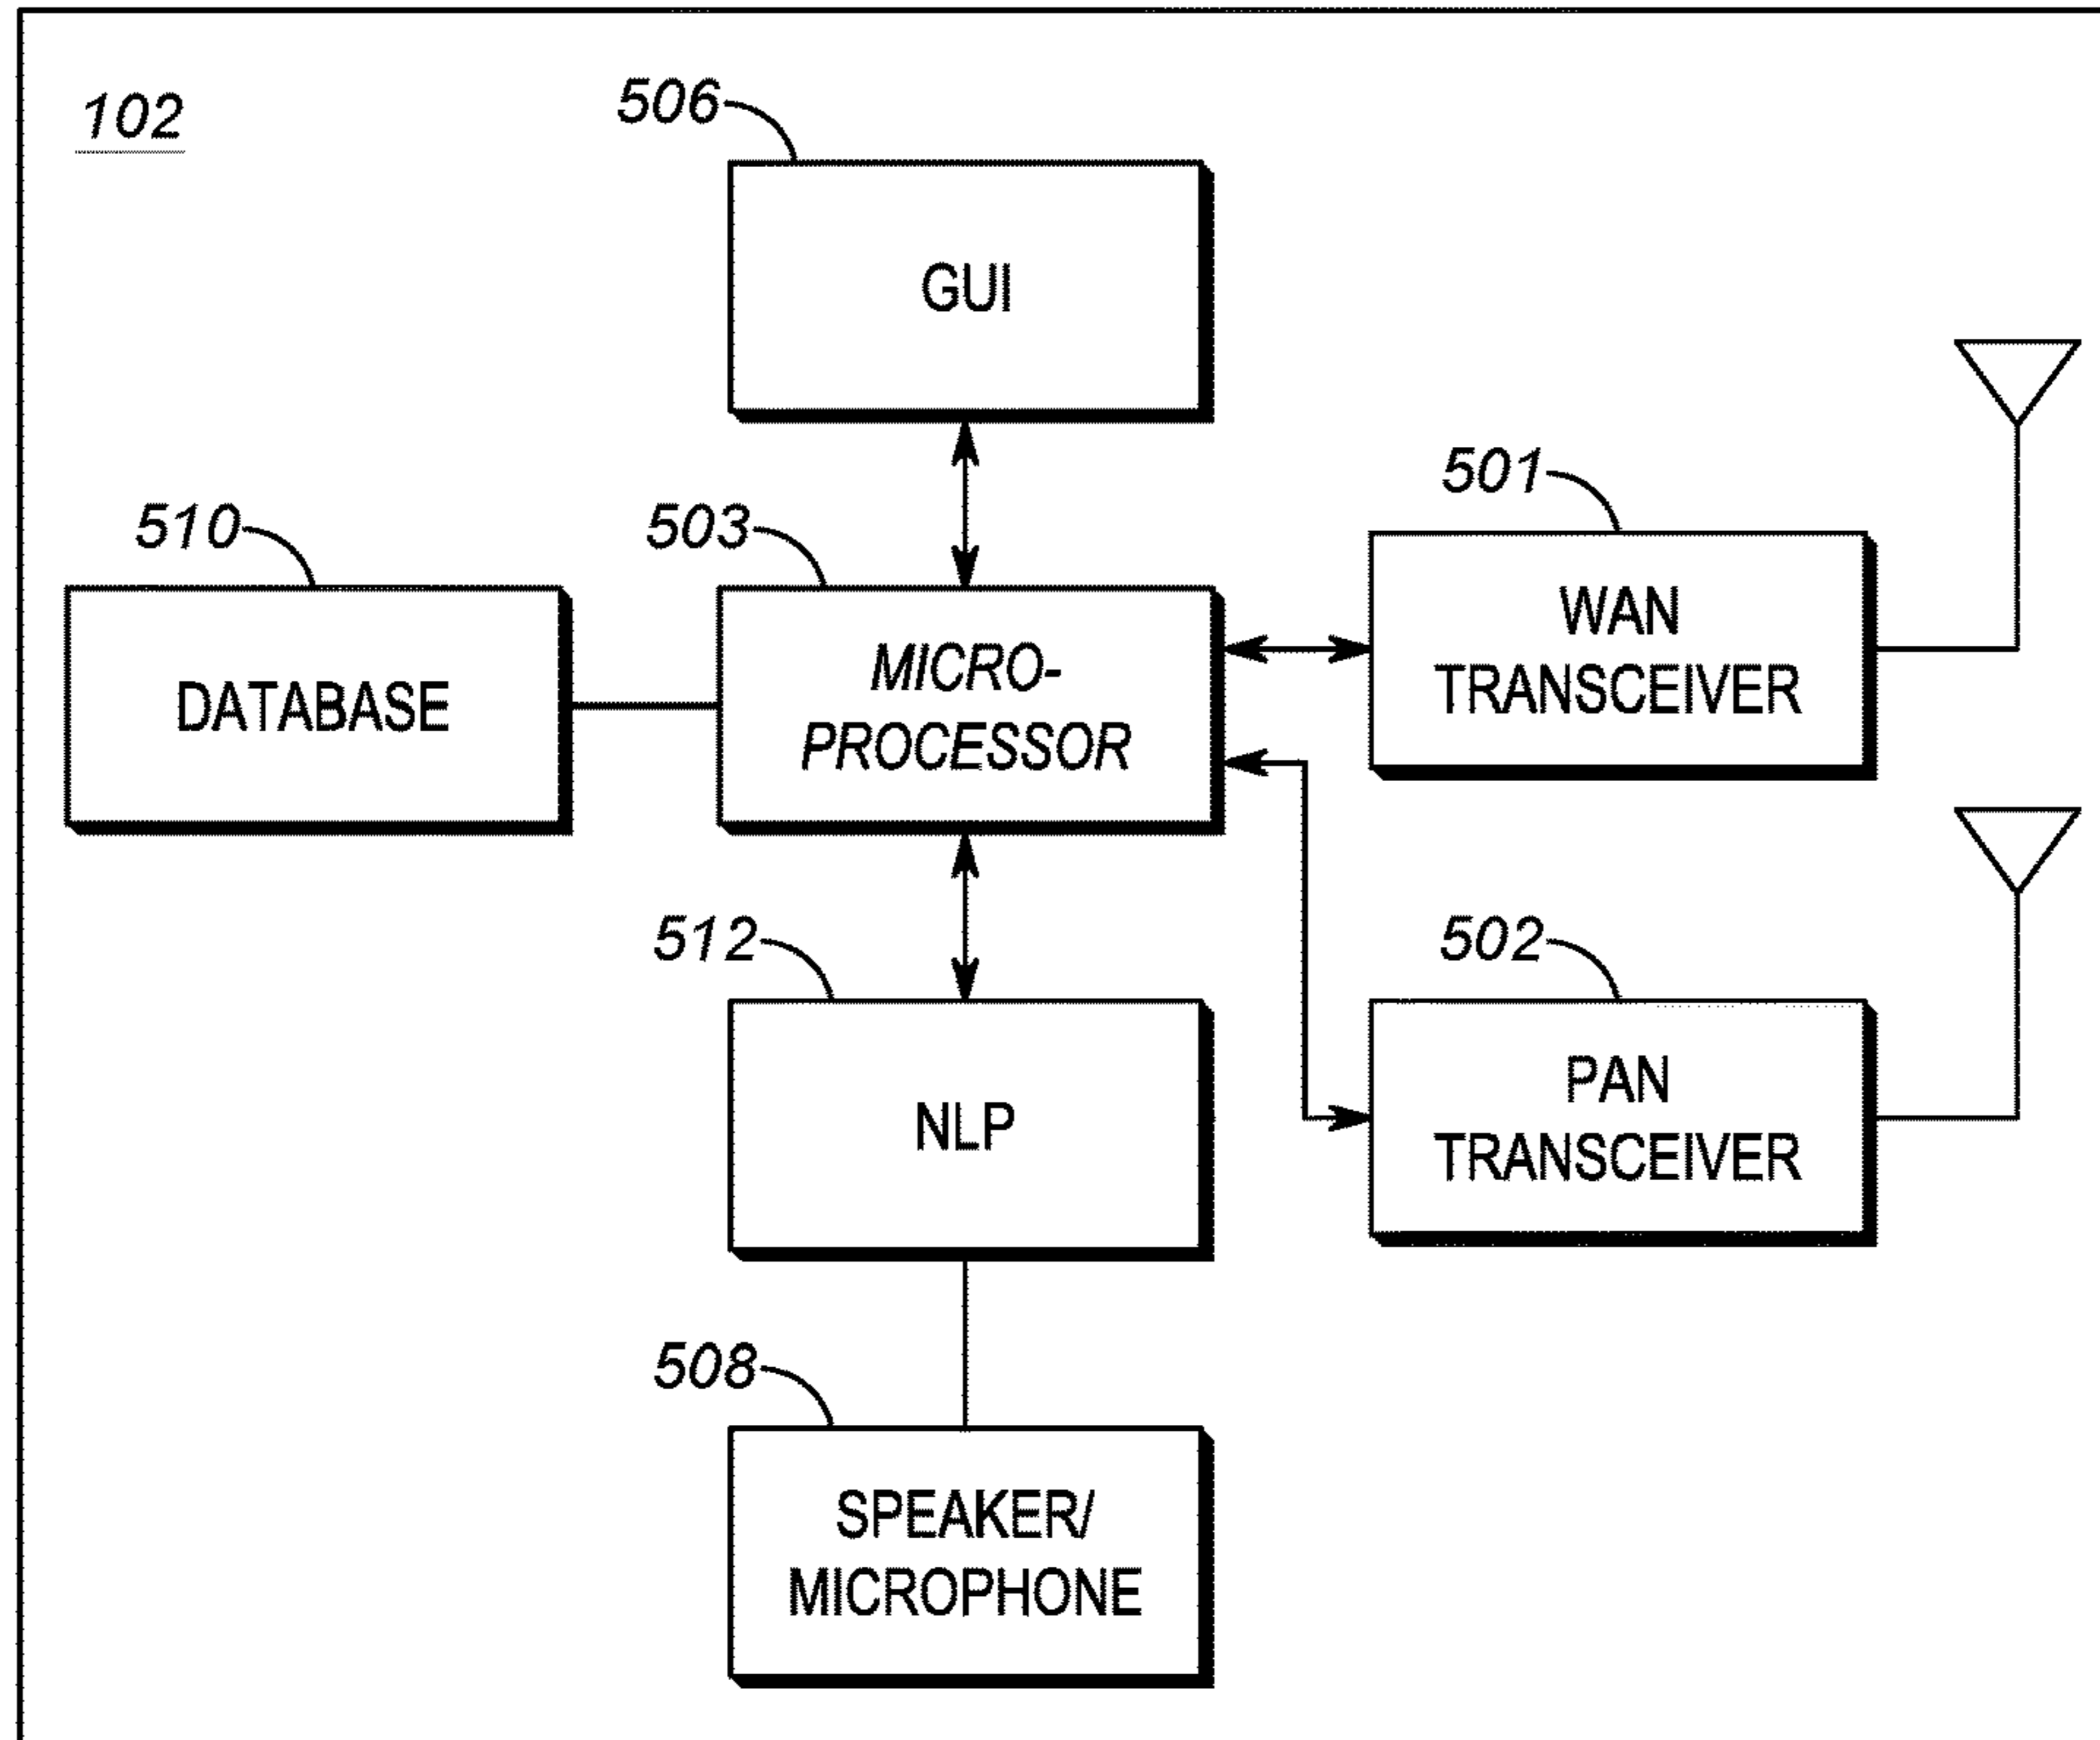 102
506
GUI
510
503
501
DATABASE
MICRO-
PROCESSOR
WAN
TRANSCEIVER
512
502
NLP
PAN
TRANSCEIVER
508
SPEAKER/
MICROPHONE